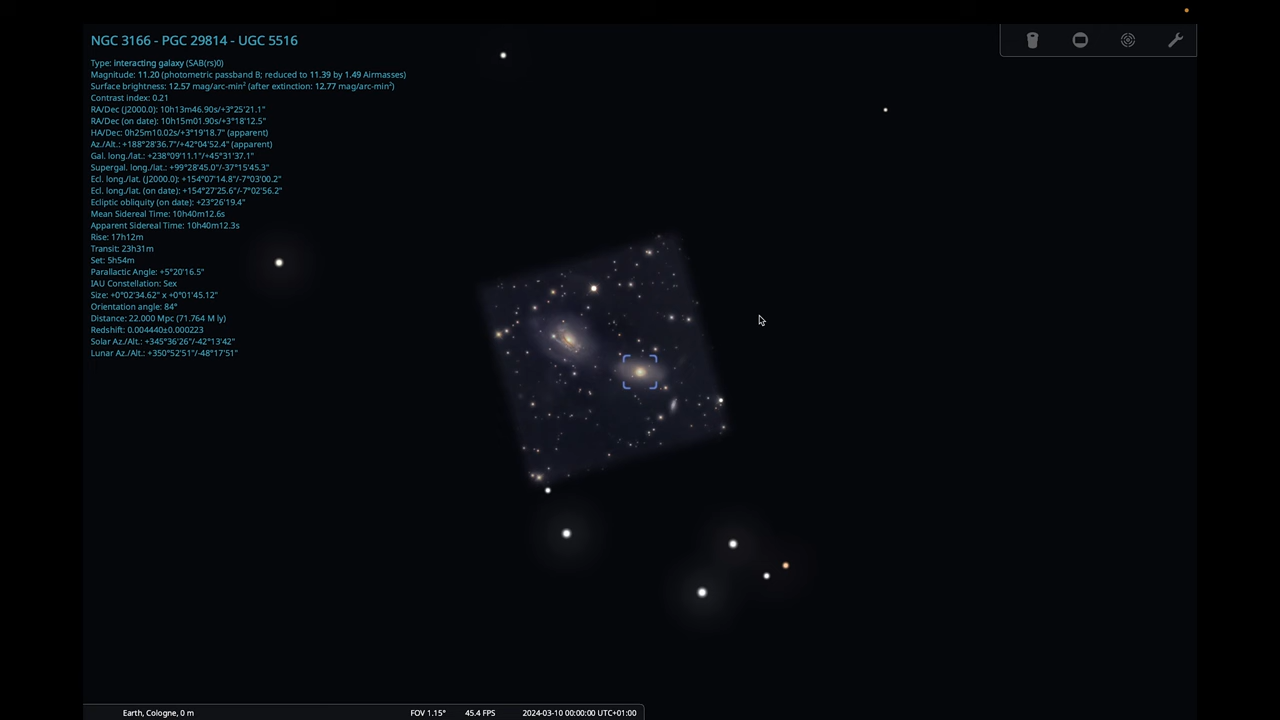 NGC 3166 - PGC 29814 - UGC 5516
Type: interacting galaxy (SAB(rs)0)
Magnitude: 11.20 (photometric passband B; reduced to 11.39 by 1.49 Airmasses)
Surface brightness: 12.57 mag/arc-min² (after extinction: 12.77 mag/arc-min²)
Contrast index: 0.21
RA/Dec (J2000.0): 10h13m46.90s/+3°25'21.1"
RA/Dec (on date): 10h15m01.90s/+3°18'12.5"
HA/Dec: 0h25m10.02s/+3°19'18.7" (apparent)
Az./Alt.: +188°28'36.7"/+42°04'52.4" (apparent)
Gal. long./lat.: +238°09'11.1"/+45°31'37.1"
Supergal. long./lat.: +99°28'45.0"/-37°15'45.3"
Ecl. long./lat. (J2000.0): +154°07'14.8"/-7°03'00.2"
Ecl. long./lat. (on date): +154°27'25.6"/-7°02'56.2"
Ecliptic obliquity (on date): +23°26'19.4"
Mean Sidereal Time: 10h40m12.6s
Apparent Sidereal Time: 10h40m12.3s
Rise: 17h12m
Transit: 23h31m
Set: 5h54m
Parallactic Angle: +5°20'16.5"
IAU Constellation: Sex
Size: +0°02'34.62" x +0°01'45.12"
Orientation angle: 84°
Distance: 22.000 Mpc (71.764 M ly)
Redshift: 0.004440±0.000223
Solar Az./Alt.: +345°36'26"/-42°13'42"
Lunar Az./Alt.: +350°52'51"/-48°17'51"
Earth, Cologne, 0 m FOV 1.15° 45.4 FPS 2024-03-10 00:00:00 UTC+01:00